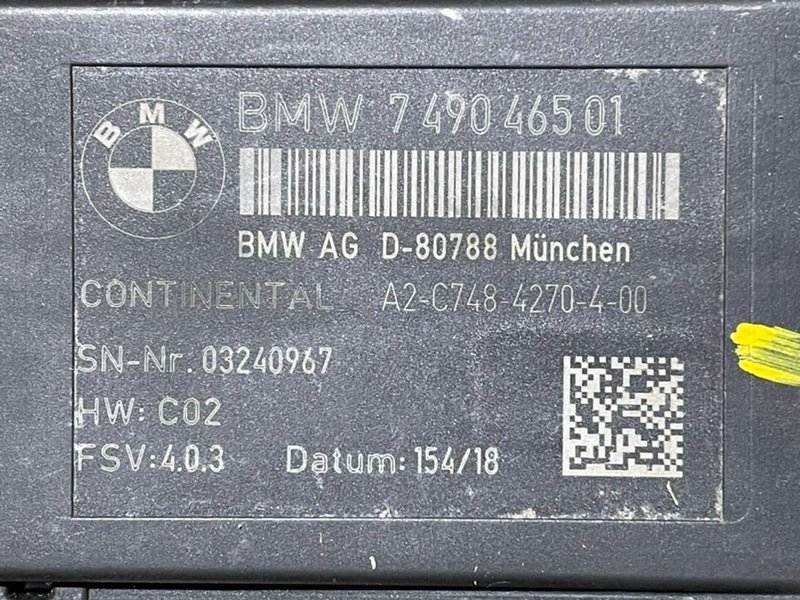 BMW
BMW 7 490 465 01
BMW AG D-80788 München
CONTINENTAL A2-C748-4270-4-00
SN-Nr. 03240967
HW: C02
FSV:4.0.3 Datum: 154/18